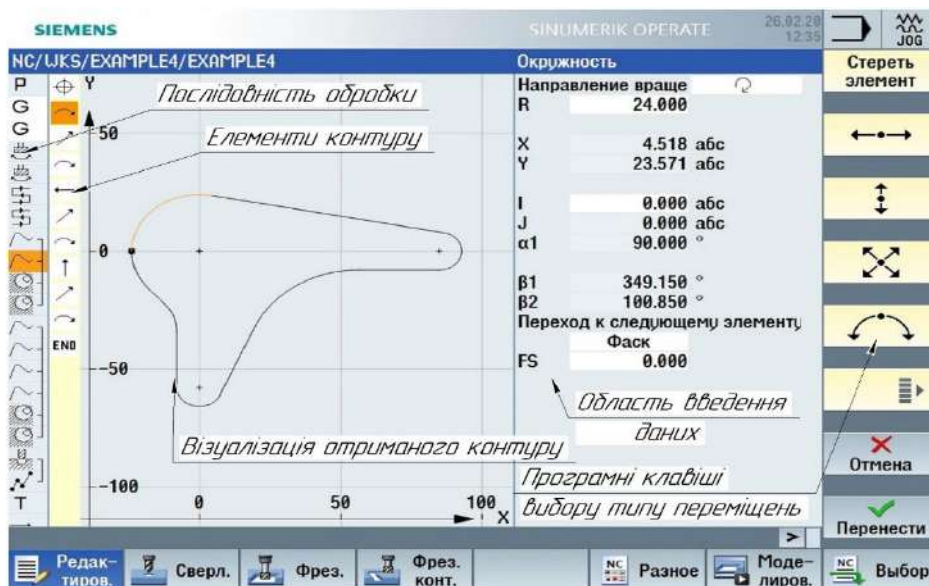 SIEMENS
SINUMERIK OPERATE
26.02.20
12:35
JOG
NC/WKS/EXAMPLE4/EXAMPLE4
Окружность
Стереть
элемент
P
G
G
T
END
Y
50
0
-50
-100
0
50
100
X
Послідовність обробки
Елементи контуру
Візуалізація отриманого контуру
Направление враще
R 24.000
X 4.518 абс
Y 23.571 абс
I 0.000 абс
J 0.000 абс
α1 90.000 °
β1 349.150 °
β2 100.850 °
Переход к следующему элементу
Фаск
FS 0.000
Область введення
даних
Програмні клавіші
вибору типу переміщень
Отмена
Перенести
>
Редак-
тиров.
Сверл.
Фрез.
Фрез.
конт.
NC
Разное
Моде-
лиров.
NC
Выбор